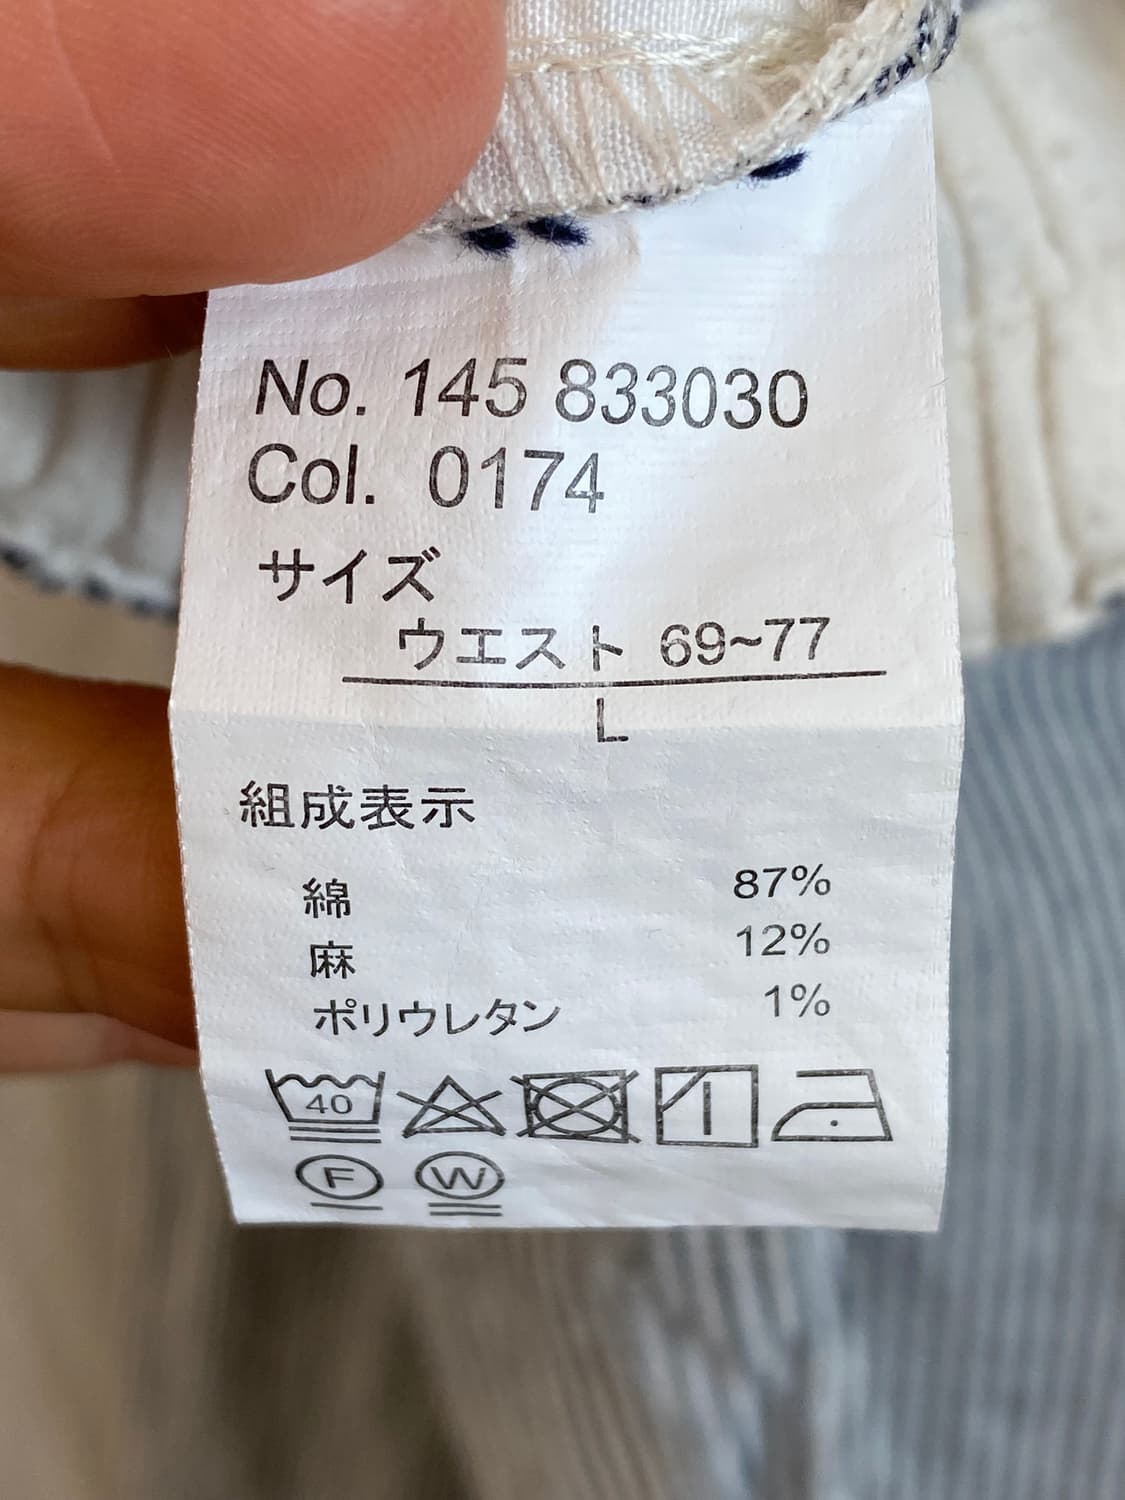 No. 145 833030
Col. 0174
サイズ
ウエスト 69~77
L
組成表示
綿 87%
麻 12%
ポリウレタン 1%
40
F W